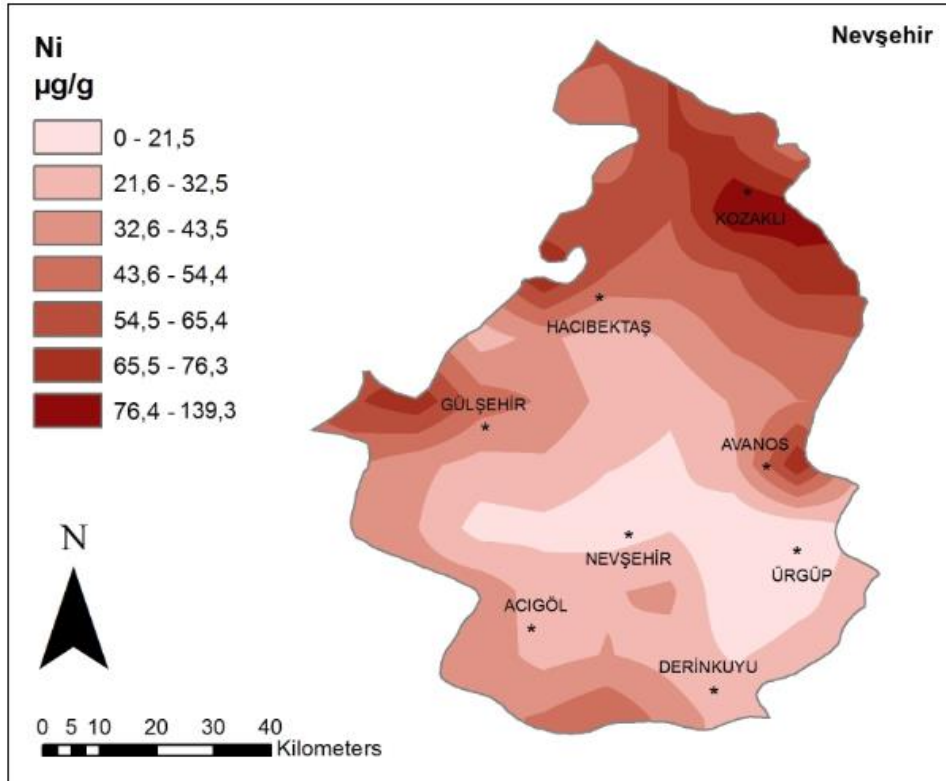 Nevşehir
Ni
µg/g
0 - 21,5
21,6 - 32,5
32,6 - 43,5
43,6 - 54,4
54,5 - 65,4
65,5 - 76,3
76,4 - 139,3
KOZAKLI
HACIBEKTAŞ
GÜLŞEHİR
AVANOS
NEVŞEHİR
ÜRGÜP
ACIGÖL
DERİNKUYU
N
0 5 10 20 30 40
Kilometers